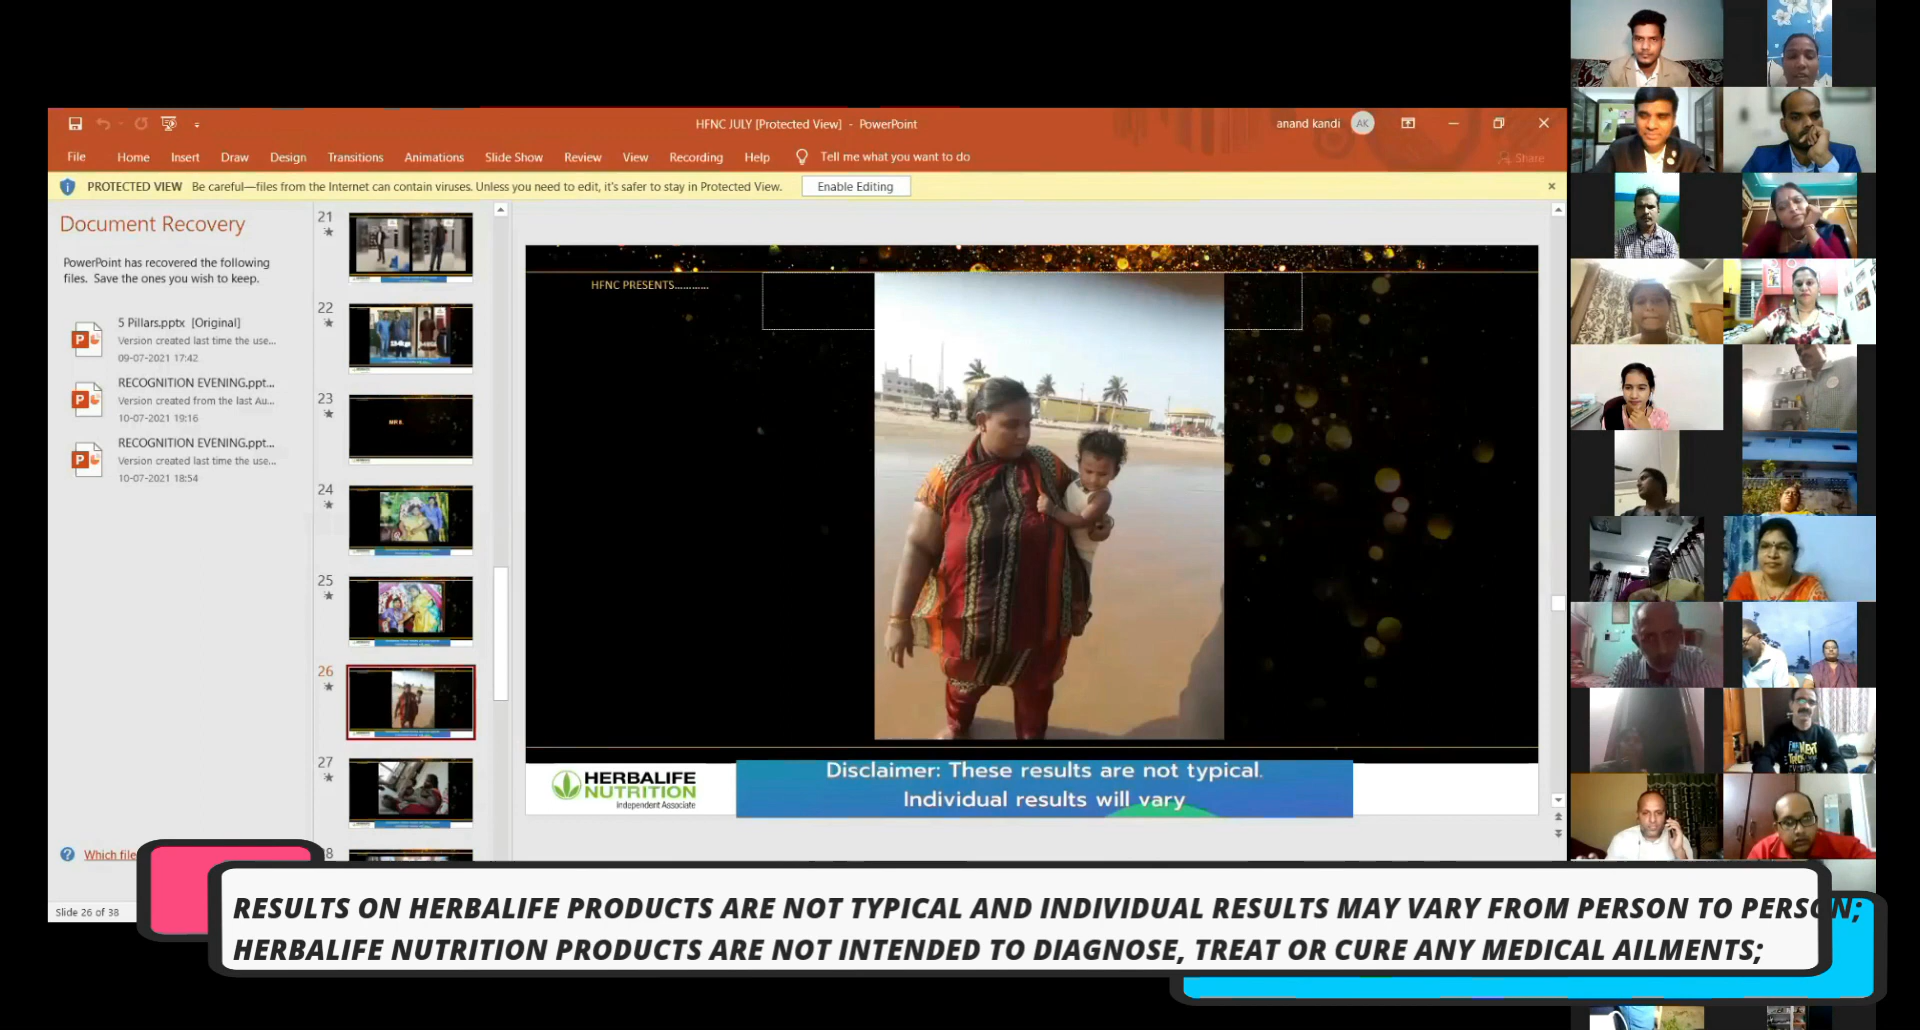 HFNC JULY [Protected View] - PowerPoint
anand kandi
AK
File Home Insert Draw Design Transitions Animations Slide Show Review View Recording Help Tell me what you want to do
Share
PROTECTED VIEW Be careful—files from the Internet can contain viruses. Unless you need to edit, it's safer to stay in Protected View.
Enable Editing
Document Recovery
PowerPoint has recovered the following
files. Save the ones you wish to keep.
5 Pillars.pptx [Original]
Version created last time the use...
09-07-2021 17:42
RECOGNITION EVENING.ppt...
Version created from the last Au...
10-07-2021 19:16
RECOGNITION EVENING.ppt...
Version created last time the use...
10-07-2021 18:54
Which file
Slide 26 of 38
21
22
23
24
25
26
27
8
HFNC PRESENTS...........
HERBALIFE
NUTRITION
Independent Associate
Disclaimer: These results are not typical.
Individual results will vary
RESULTS ON HERBALIFE PRODUCTS ARE NOT TYPICAL AND INDIVIDUAL RESULTS MAY VARY FROM PERSON TO PERSON;
HERBALIFE NUTRITION PRODUCTS ARE NOT INTENDED TO DIAGNOSE, TREAT OR CURE ANY MEDICAL AILMENTS;